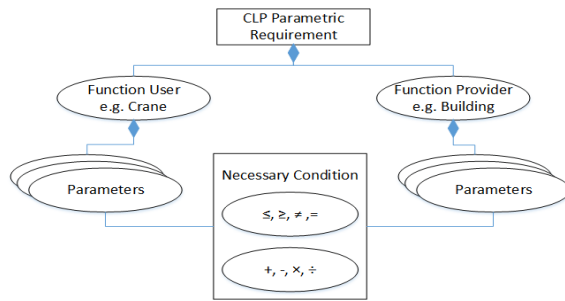 CLP Parametric
Requirement
Function User
e.g. Crane
Function Provider
e.g. Building
Parameters
Necessary Condition
≤, ≥, ≠ ,=
+, -, ×, ÷
Parameters